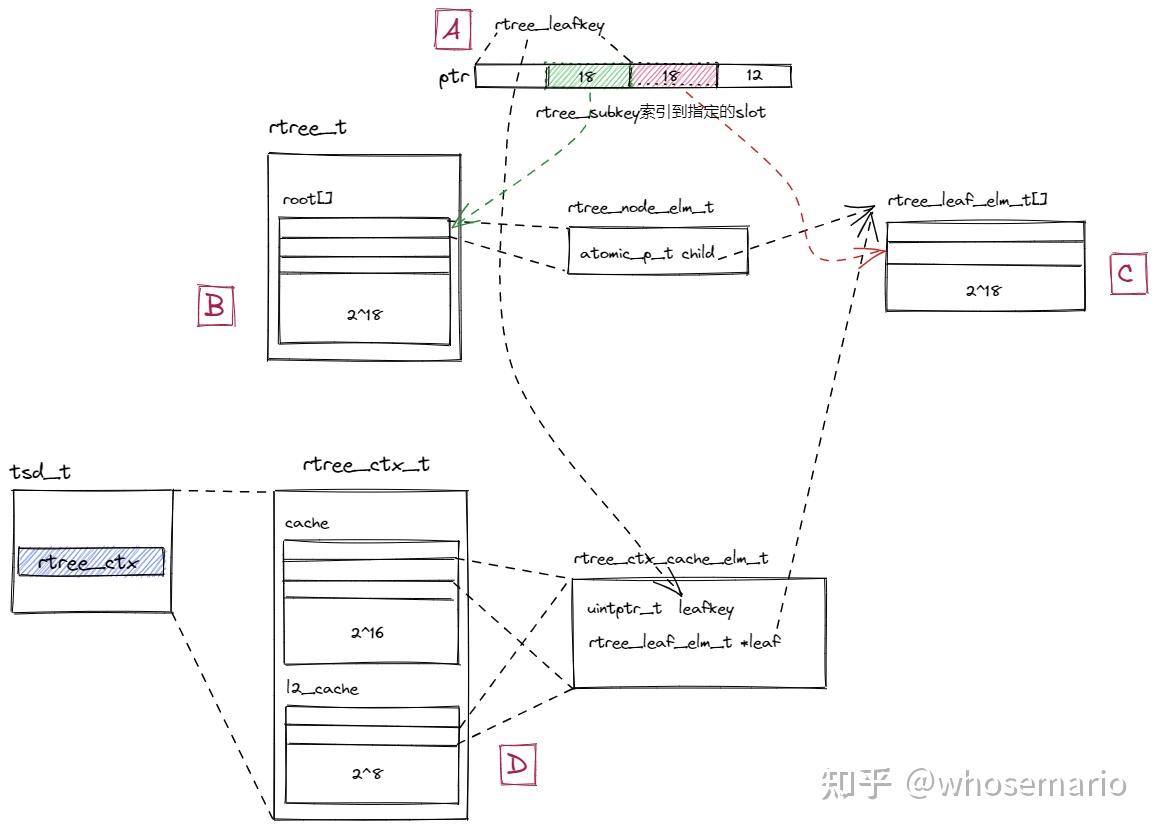 A
rtree_leafkey
ptr
18
18
12
rtree_subkey索引到指定的slot
rtree_t
root[]
2^18
B
rtree_node_elm_t
atomic_p_t child
rtree_leaf_elm_t[]
2^18
C
tsd_t
rtree_ctx
rtree_ctx_t
cache
2^16
l2_cache
2^8
rtree_ctx_cache_elm_t
uintptr_t leafkey
rtree_leaf_elm_t *leaf
D
知乎 @whosemario